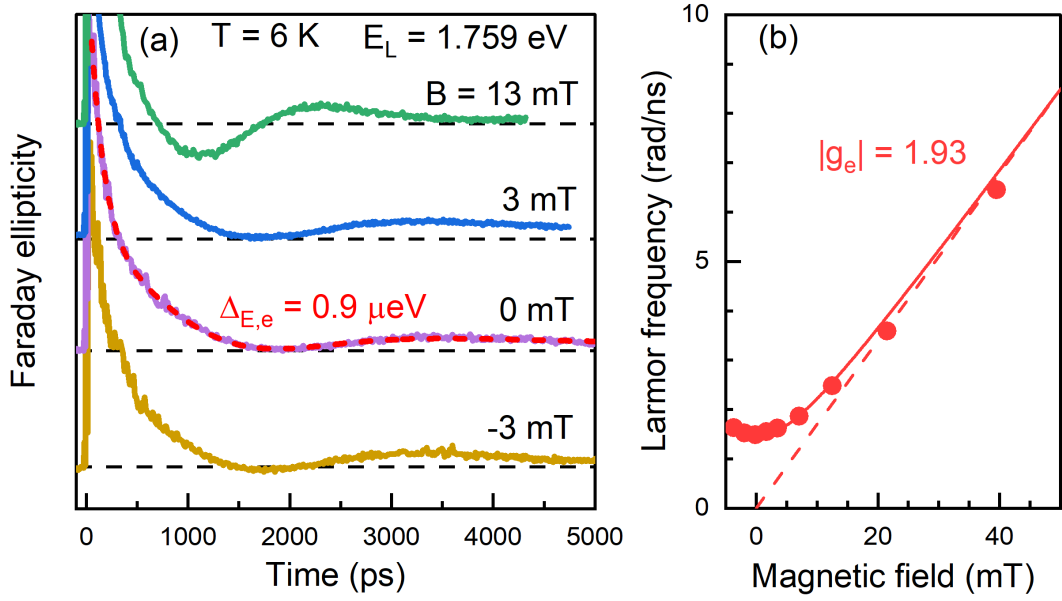 (a) T = 6 K E_L = 1.759 eV
B = 13 mT
3 mT
Δ_E,e = 0.9 μeV
0 mT
-3 mT
Faraday ellipticity
0 1000 2000 3000 4000 5000
Time (ps)
(b)
|g_e| = 1.93
10
5
0
Larmor frequency (rad/ns)
0 20 40
Magnetic field (mT)